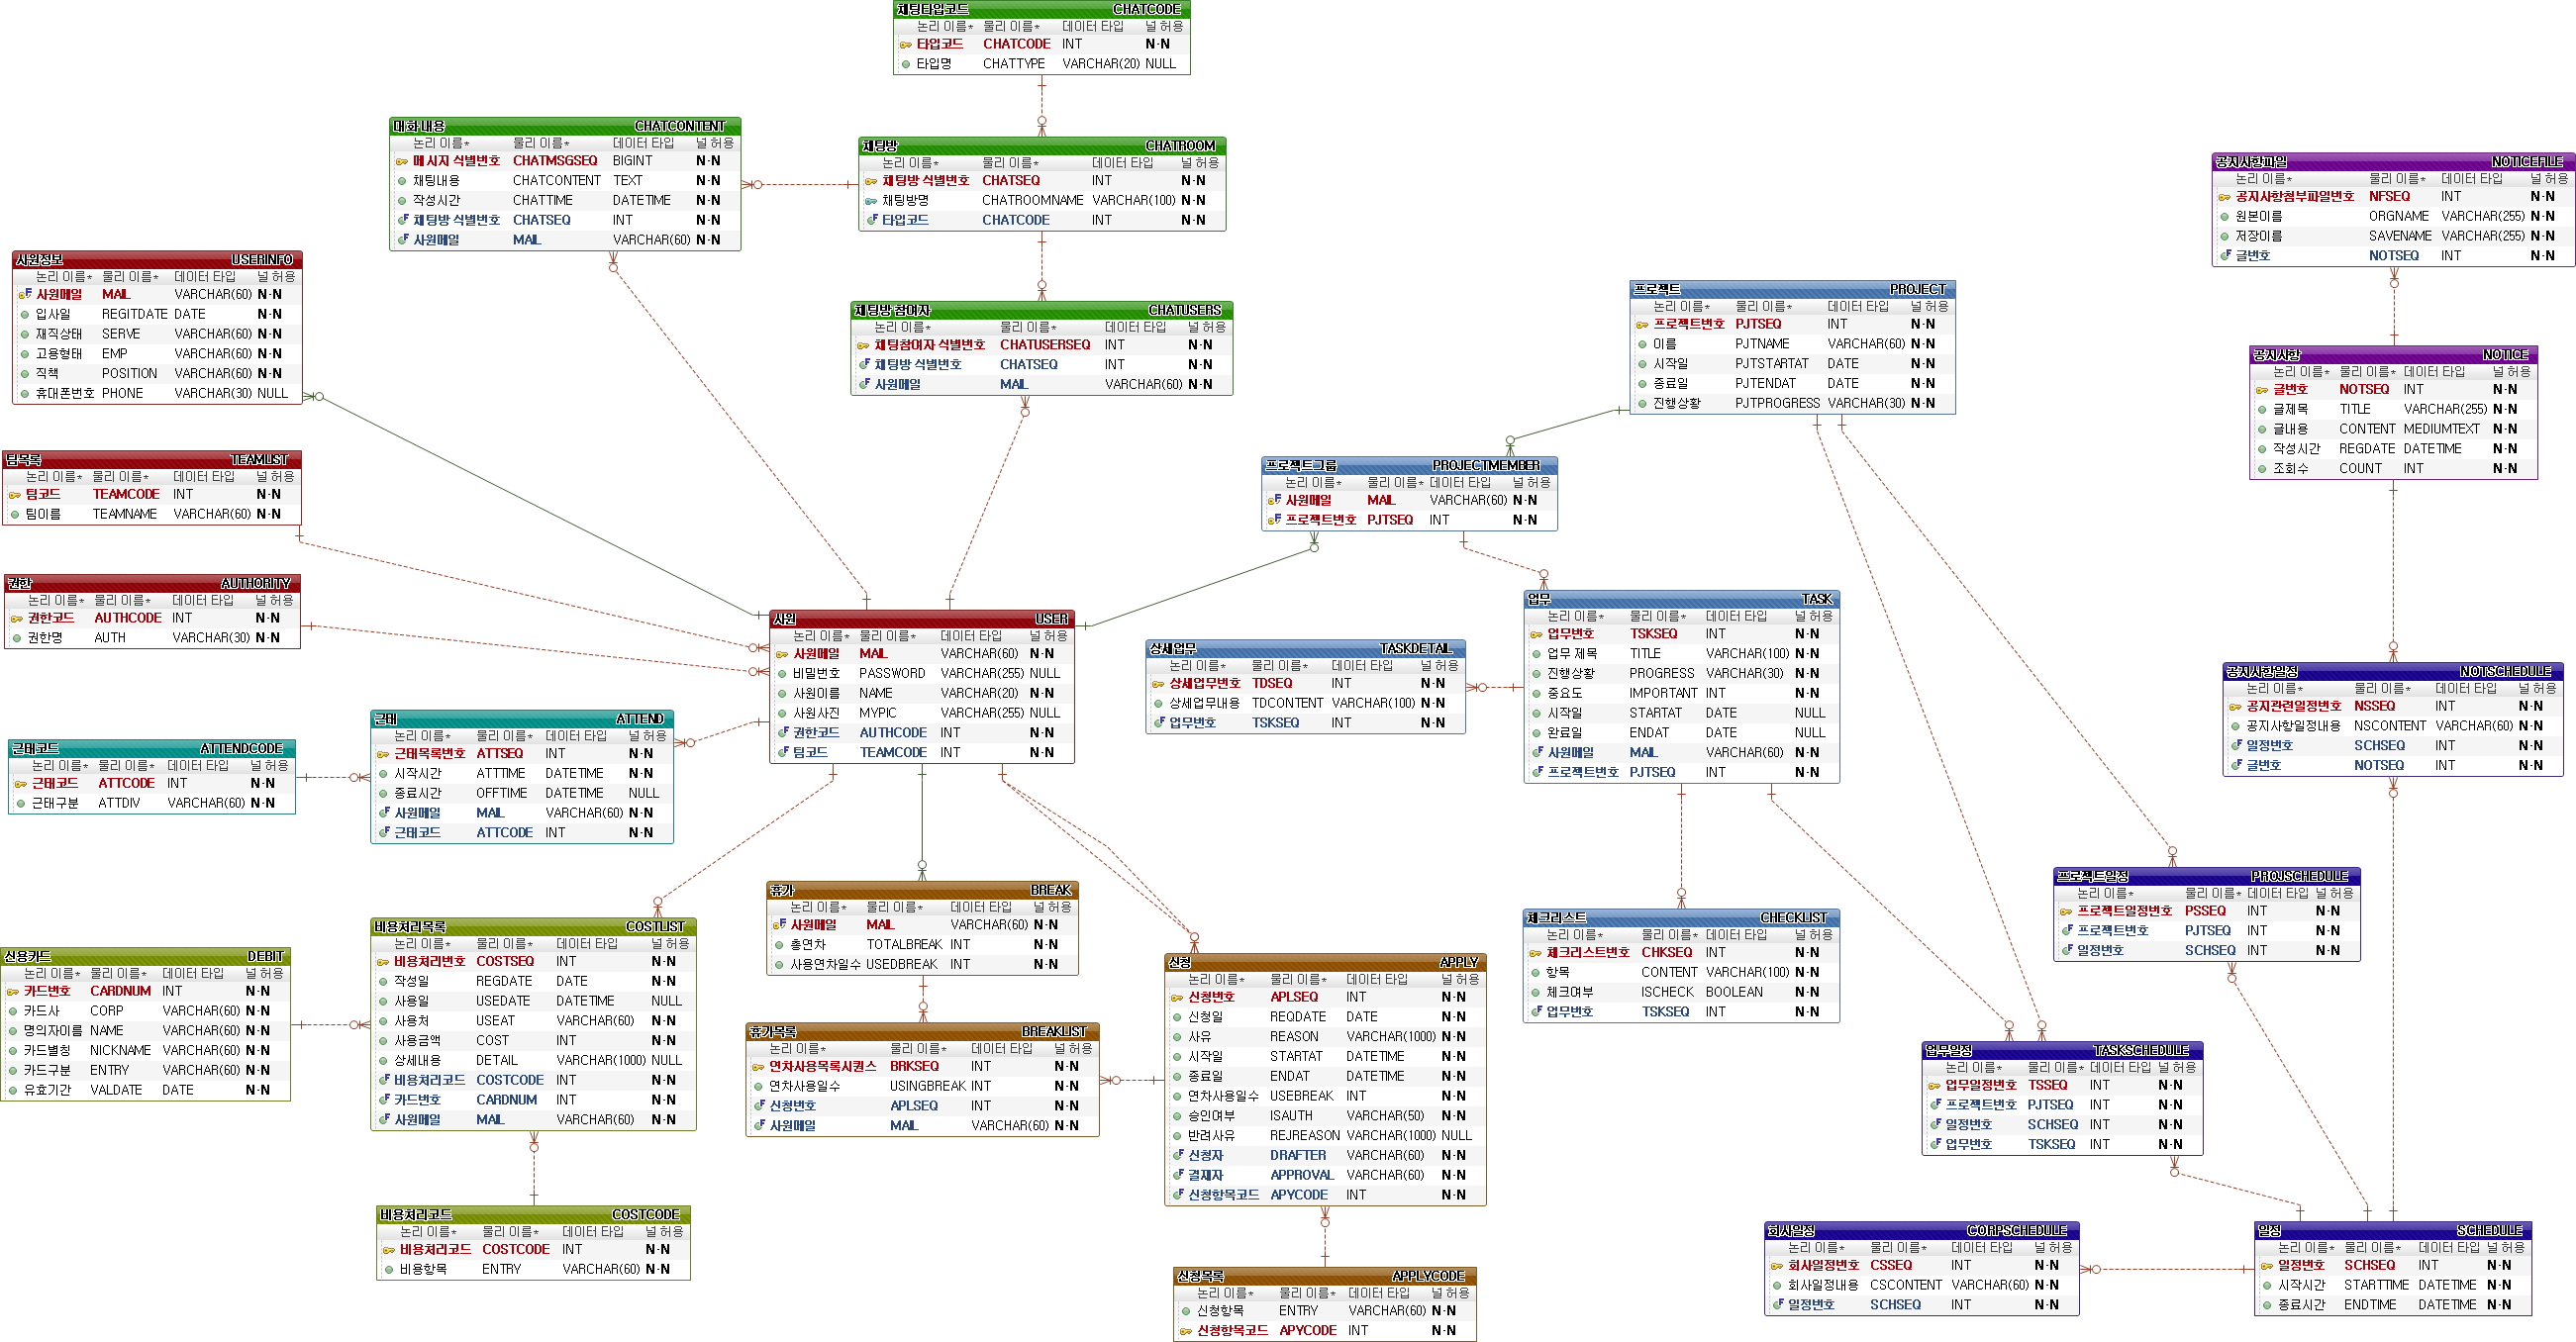 채팅타입코드 CHATCODE
논리 이름* 물리 이름* 데이터 타입 널 허용
타입코드 CHATCODE INT N-N
타입명 CHATTYPE VARCHAR(20) NULL
대화 내용 CHATCONTENT
논리 이름* 물리 이름* 데이터 타입 널 허용
메시지 식별번호 CHATMSGSEQ BIGINT N-N
채팅내용 CHATCONTENT TEXT N-N
작성시간 CHATTIME DATETIME N-N
채팅방 식별번호 CHATSEQ INT N-N
사원메일 MAIL VARCHAR(60) N-N
채팅방 CHATROOM
논리 이름* 물리 이름* 데이터 타입 널 허용
채팅방 식별번호 CHATSEQ INT N-N
채팅방명 CHATROOMNAME VARCHAR(100) N-N
타입코드 CHATCODE INT N-N
공지사항파일 NOTICEFILE
논리 이름* 물리 이름* 데이터 타입 널 허용
공지사항첨부파일번호 NFSEQ INT N-N
원본이름 ORGNAME VARCHAR(255) N-N
저장이름 SAVENAME VARCHAR(255) N-N
글번호 NOTSEQ INT N-N
사원정보 USERINFO
논리 이름* 물리 이름* 데이터 타입 널 허용
사원메일 MAIL VARCHAR(60) N-N
입사일 REGITDATE DATE N-N
재직상태 SERVE VARCHAR(60) N-N
고용형태 EMP VARCHAR(60) N-N
직책 POSITION VARCHAR(60) N-N
휴대폰번호 PHONE VARCHAR(30) NULL
채팅방 참여자 CHATUSERS
논리 이름* 물리 이름* 데이터 타입 널 허용
채팅참여자 식별번호 CHATUSERSEQ INT N-N
채팅방 식별번호 CHATSEQ INT N-N
사원메일 MAIL VARCHAR(60) N-N
프로젝트 PROJECT
논리 이름* 물리 이름* 데이터 타입 널 허용
프로젝트번호 PJTSEQ INT N-N
이름 PJTNAME VARCHAR(60) N-N
시작일 PJTSTARTAT DATE N-N
종료일 PJTENDAT DATE N-N
진행상황 PJTPROGRESS VARCHAR(30) N-N
공지사항 NOTICE
논리 이름* 물리 이름* 데이터 타입 널 허용
글번호 NOTSEQ INT N-N
글제목 TITLE VARCHAR(255) N-N
글내용 CONTENT MEDIUMTEXT N-N
작성시간 REGDATE DATETIME N-N
조회수 COUNT INT N-N
팀목록 TEAMLIST
논리 이름* 물리 이름* 데이터 타입 널 허용
팀코드 TEAMCODE INT N-N
팀이름 TEAMNAME VARCHAR(60) N-N
프로젝트그룹 PROJECTMEMBER
논리 이름* 물리 이름* 데이터 타입 널 허용
사원메일 MAIL VARCHAR(60) N-N
프로젝트번호 PJTSEQ INT N-N
권한 AUTHORITY
논리 이름* 물리 이름* 데이터 타입 널 허용
권한코드 AUTHCODE INT N-N
권한명 AUTH VARCHAR(30) N-N
사원 USER
논리 이름* 물리 이름* 데이터 타입 널 허용
사원메일 MAIL VARCHAR(60) N-N
비밀번호 PASSWORD VARCHAR(255) NULL
사원이름 NAME VARCHAR(20) N-N
사원사진 MYPIC VARCHAR(255) NULL
권한코드 AUTHCODE INT N-N
팀코드 TEAMCODE INT N-N
업무 TASK
논리 이름* 물리 이름* 데이터 타입 널 허용
업무번호 TSKSEQ INT N-N
업무 제목 TITLE VARCHAR(100) N-N
진행상황 PROGRESS VARCHAR(30) N-N
중요도 IMPORTANT INT N-N
시작일 STARTAT DATE NULL
완료일 ENDAT DATE NULL
사원메일 MAIL VARCHAR(60) N-N
프로젝트번호 PJTSEQ INT N-N
상세업무 TASKDETAIL
논리 이름* 물리 이름* 데이터 타입 널 허용
상세업무번호 TDSEQ INT N-N
상세업무내용 TDCONTENT VARCHAR(100) N-N
업무번호 TSKSEQ INT N-N
공지사항일정 NOTSCHEDULE
논리 이름* 물리 이름* 데이터 타입 널 허용
공지관련일정번호 NSSEQ INT N-N
공지사항일정내용 NSCONTENT VARCHAR(60) N-N
일정번호 SCHSEQ INT N-N
글번호 NOTSEQ INT N-N
근태 ATTEND
논리 이름* 물리 이름* 데이터 타입 널 허용
근태목록번호 ATTSEQ INT N-N
시작시간 ATTTIME DATETIME N-N
종료시간 OFFTIME DATETIME NULL
사원메일 MAIL VARCHAR(60) N-N
근태코드 ATTCODE INT N-N
근태코드 ATTENDCODE
논리 이름* 물리 이름* 데이터 타입 널 허용
근태코드 ATTCODE INT N-N
근태구분 ATTDIV VARCHAR(60) N-N
프로젝트일정 PROJSCHEDULE
논리 이름* 물리 이름* 데이터 타입 널 허용
프로젝트일정번호 PSSEQ INT N-N
프로젝트번호 PJTSEQ INT N-N
일정번호 SCHSEQ INT N-N
휴가 BREAK
논리 이름* 물리 이름* 데이터 타입 널 허용
사원메일 MAIL VARCHAR(60) N-N
총연차 TOTALBREAK INT N-N
사용연차일수 USEDBREAK INT N-N
체크리스트 CHECKLIST
논리 이름* 물리 이름* 데이터 타입 널 허용
체크리스트번호 CHKSEQ INT N-N
항목 CONTENT VARCHAR(100) N-N
체크여부 ISCHECK BOOLEAN N-N
업무번호 TSKSEQ INT N-N
비용처리목록 COSTLIST
논리 이름* 물리 이름* 데이터 타입 널 허용
비용처리번호 COSTSEQ INT N-N
작성일 REGDATE DATE N-N
사용일 USEDATE DATETIME NULL
사용처 USEAT VARCHAR(60) N-N
사용금액 COST INT N-N
상세내용 DETAIL VARCHAR(1000) NULL
비용처리코드 COSTCODE INT N-N
카드번호 CARDNUM INT N-N
사원메일 MAIL VARCHAR(60) N-N
신용카드 DEBIT
논리 이름* 물리 이름* 데이터 타입 널 허용
카드번호 CARDNUM INT N-N
카드사 CORP VARCHAR(60) N-N
명의자이름 NAME VARCHAR(60) N-N
카드별칭 NICKNAME VARCHAR(60) N-N
카드구분 ENTRY VARCHAR(60) N-N
유효기간 VALDATE DATE N-N
신청 APPLY
논리 이름* 물리 이름* 데이터 타입 널 허용
신청번호 APLSEQ INT N-N
신청일 REQDATE DATE N-N
사유 REASON VARCHAR(1000) N-N
시작일 STARTAT DATETIME N-N
종료일 ENDAT DATETIME N-N
연차사용일수 USEBREAK INT N-N
승인여부 ISAUTH VARCHAR(50) N-N
반려사유 REJREASON VARCHAR(1000) NULL
신청자 DRAFTER VARCHAR(60) N-N
결재자 APPROVAL VARCHAR(60) N-N
신청항목코드 APYCODE INT N-N
휴가목록 BREAKLIST
논리 이름* 물리 이름* 데이터 타입 널 허용
연차사용목록시퀀스 BRKSEQ INT N-N
연차사용일수 USINGBREAK INT N-N
신청번호 APLSEQ INT N-N
사원메일 MAIL VARCHAR(60) N-N
업무일정 TASKSCHEDULE
논리 이름* 물리 이름* 데이터 타입 널 허용
업무일정번호 TSSEQ INT N-N
프로젝트번호 PJTSEQ INT N-N
일정번호 SCHSEQ INT N-N
업무번호 TSKSEQ INT N-N
비용처리코드 COSTCODE
논리 이름* 물리 이름* 데이터 타입 널 허용
비용처리코드 COSTCODE INT N-N
비용항목 ENTRY VARCHAR(60) N-N
회사일정 CORPSCHEDULE
논리 이름* 물리 이름* 데이터 타입 널 허용
회사일정번호 CSSEQ INT N-N
회사일정내용 CSCONTENT VARCHAR(60) N-N
일정번호 SCHSEQ INT N-N
일정 SCHEDULE
논리 이름* 물리 이름* 데이터 타입 널 허용
일정번호 SCHSEQ INT N-N
시작시간 STARTTIME DATETIME N-N
종료시간 ENDTIME DATETIME N-N
신청목록 APPLYCODE
논리 이름* 물리 이름* 데이터 타입 널 허용
신청항목 ENTRY VARCHAR(60) N-N
신청항목코드 APYCODE INT N-N